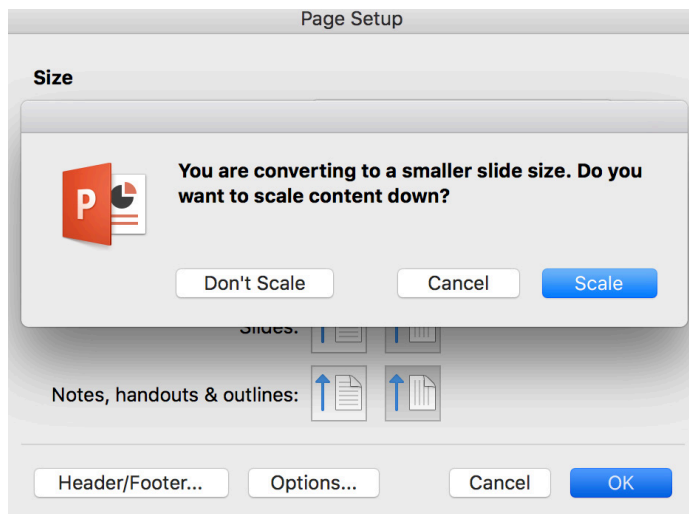 Page Setup
Size
You are converting to a smaller slide size. Do you
want to scale content down?
P
Don't Scale
Cancel
Scale
Slides:
Notes, handouts & outlines:
Header/Footer...
Options...
Cancel
OK